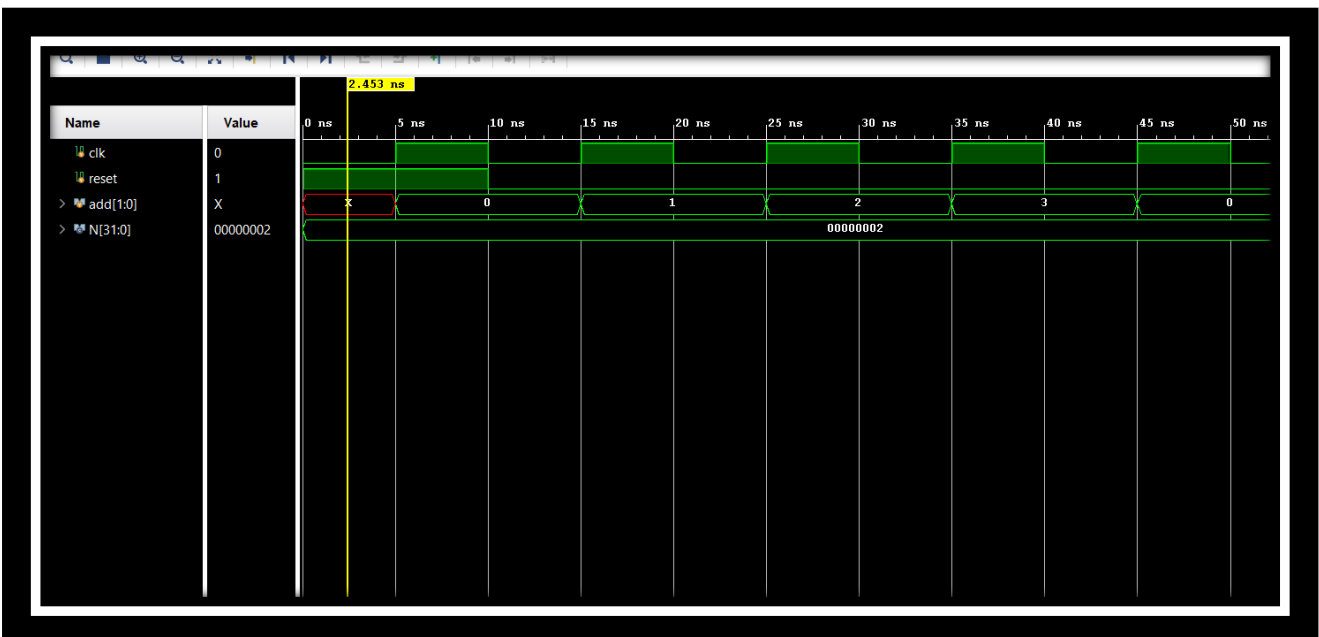 2.453 ns
Name Value 0 ns 5 ns 10 ns 15 ns 20 ns 25 ns 30 ns 35 ns 40 ns 45 ns 50 ns
clk 0
reset 1
add[1:0] X X 0 1 2 3 0
N[31:0] 00000002 00000002